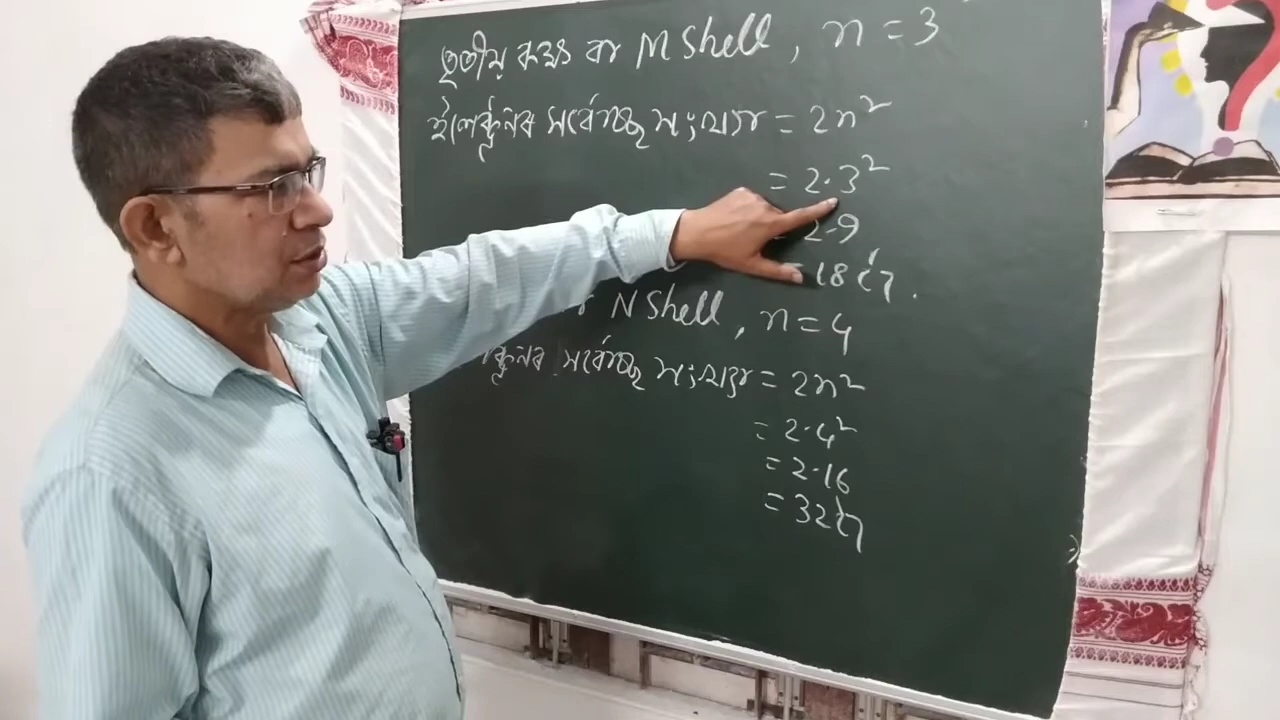 তৃতীয় কক্ষ বা M Shell, n = 3
ইলেক্ট্ৰনৰ সৰ্বোচ্চ সংখ্যা = 2n²
= 2·3²
= 2·9
= 18 টা.
N Shell, n = 4
সৰ্বোচ্চ সংখ্যা = 2n²
= 2·4²
= 2·16
= 32 টা